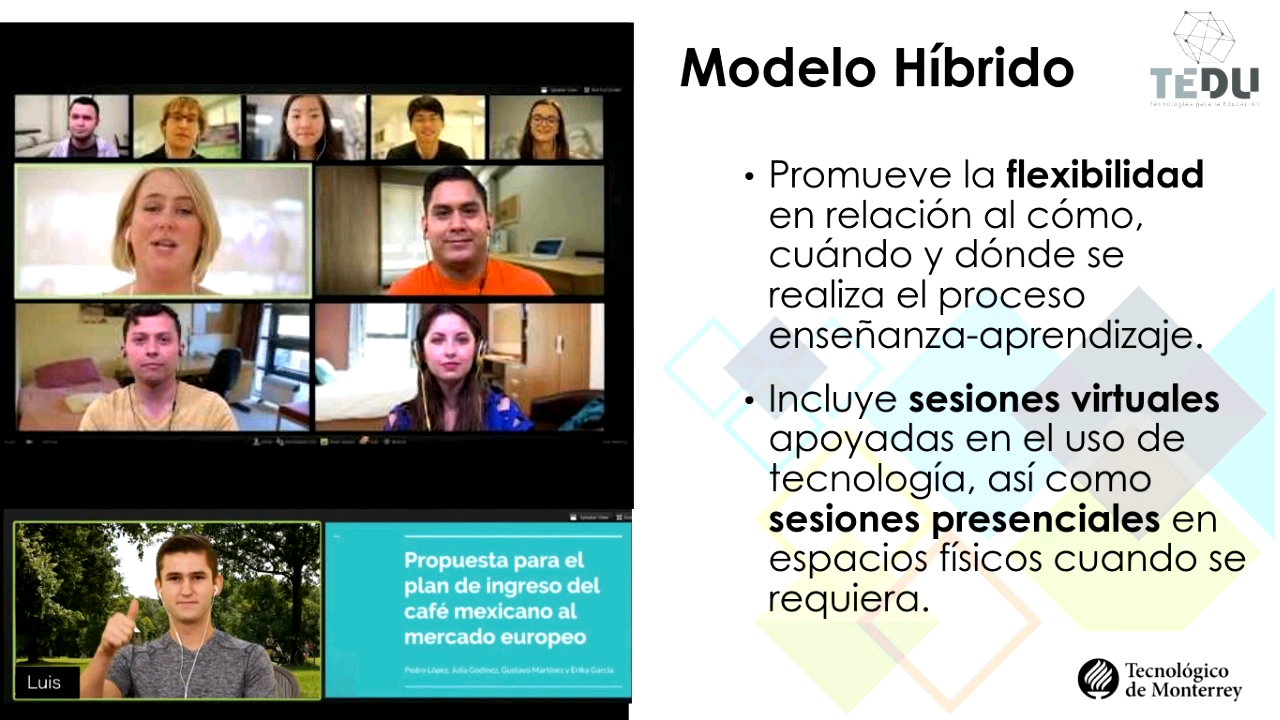 Modelo Híbrido
TEDU
Tecnologías para la Educación
• Promueve la flexibilidad
en relación al cómo,
cuándo y dónde se
realiza el proceso
enseñanza-aprendizaje.
• Incluye sesiones virtuales
apoyadas en el uso de
tecnología, así como
sesiones presenciales en
espacios físicos cuando se
requiera.
Speaker View
Propuesta para el
plan de ingreso del
café mexicano al
mercado europeo
Pedro López, Julia Godinez, Gustavo Martínez y Erika García
Luis
Tecnológico
de Monterrey